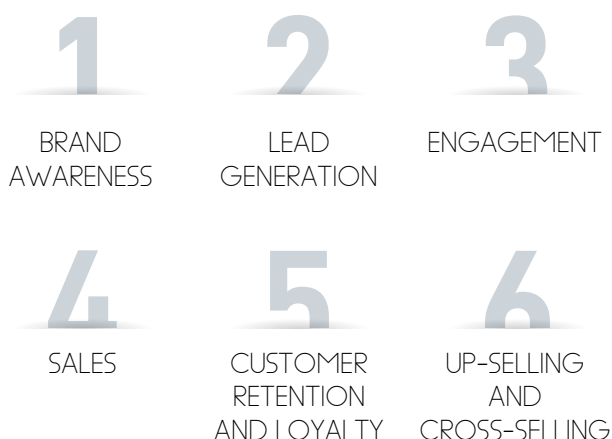 1 2 3
BRAND AWARENESS
LEAD GENERATION
ENGAGEMENT
4 5 6
SALES
CUSTOMER RETENTION AND LOYALTY
UP-SELLING AND CROSS-SELLING